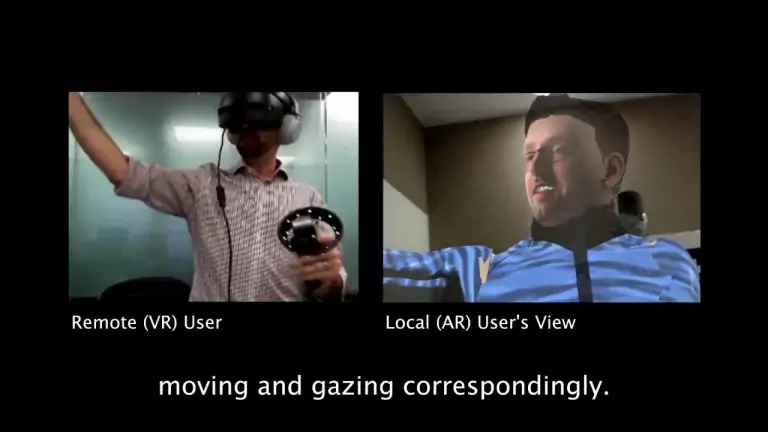 Remote (VR) User
Local (AR) User's View
moving and gazing correspondingly.